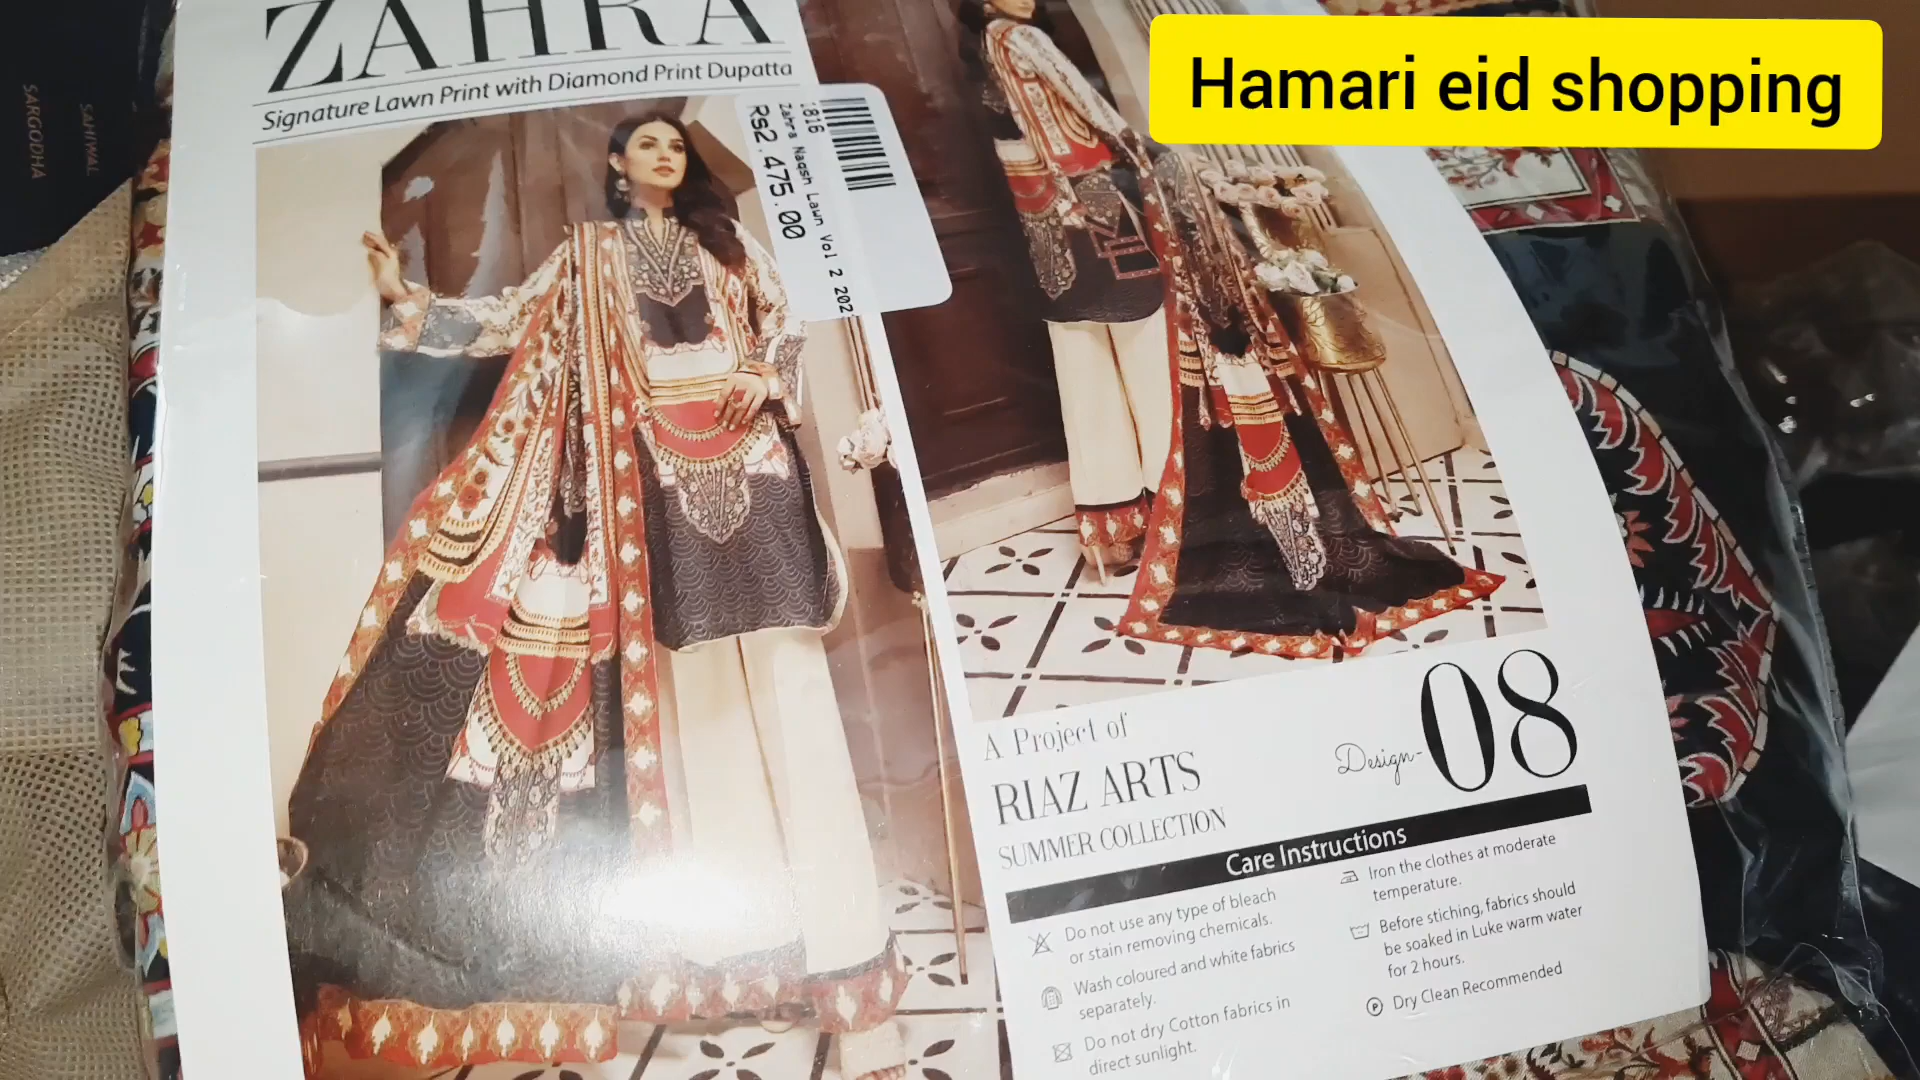 Hamari eid shopping
ZAHRA
Signature Lawn Print with Diamond Print Dupatta
1816
Zahra Naqsh Lawn Vol 2 202
Rs2.475.00
SARGODHA
SAHIWAL
A Project of
RIAZ ARTS
SUMMER COLLECTION
Design-08
Care Instructions
Do not use any type of bleach
or stain removing chemicals.
Wash coloured and white fabrics
separately.
Do not dry Cotton fabrics in
direct sunlight.
Iron the clothes at moderate
temperature.
Before stiching, fabrics should
be soaked in Luke warm water
for 2 hours.
Dry Clean Recommended